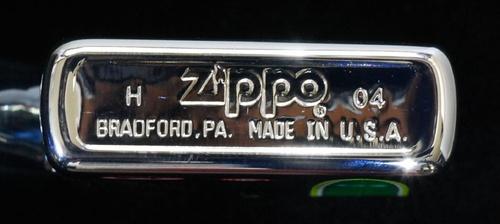 H zippo® 04
BRADFORD, PA. MADE IN U.S.A.